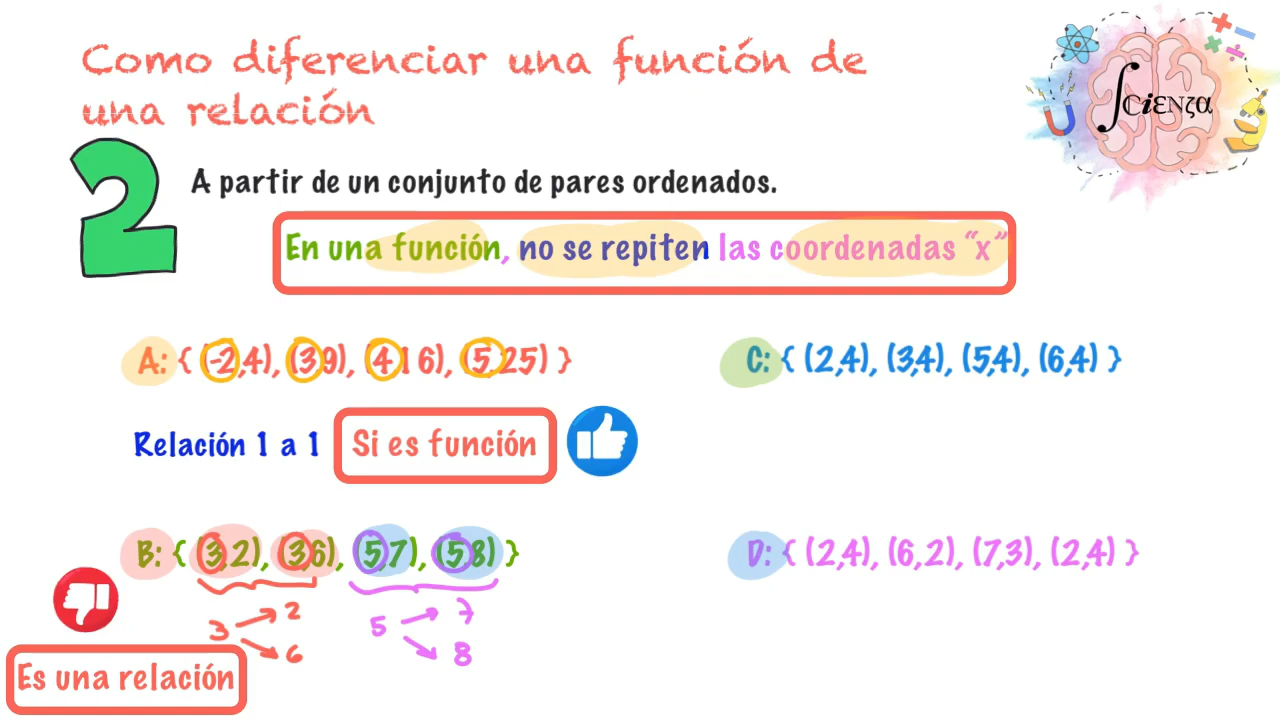 Como diferenciar una función de
una relación
∫CiENζα
2
A partir de un conjunto de pares ordenados.
En una función, no se repiten las coordenadas “x”
A: { (-2,4), (3,9), (4,16), (5,25) }
C: { (2,4), (3,4), (5,4), (6,4) }
Relación 1 a 1
Si es función
B: { (3,2), (3,6), (5,7), (5,8) }
D: { (2,4), (6,2), (7,3), (2,4) }
3 → 2
→ 6
5 → 7
→ 8
Es una relación